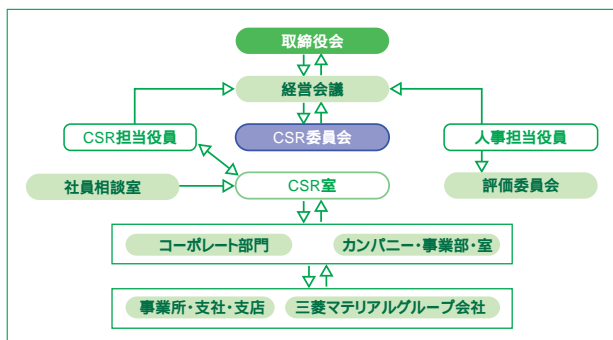 取締役会
経営会議
CSR担当役員
CSR委員会
人事担当役員
社員相談室
CSR室
評価委員会
コーポレート部門
カンパニー・事業部・室
事業所・支社・支店
三菱マテリアルグループ会社